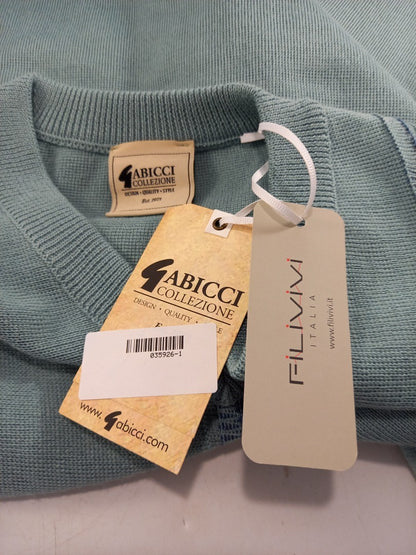 GABICCI
COLLEZIONE
DESIGN · QUALITY · STYLE
Est. 1973
GABICCI
COLLEZIONE
DESIGN · QUALITY · STYLE
035926-1
www.Gabicci.com
FILIVIVI
ITALIA
www.filivivi.it